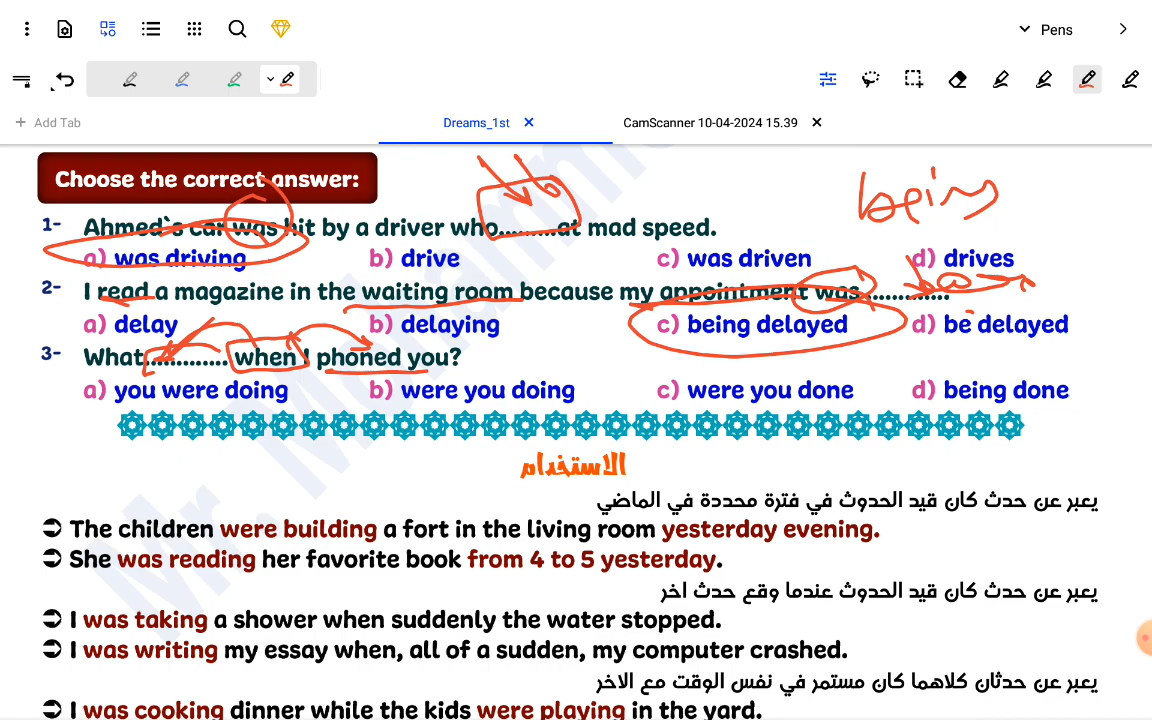 Pens
Add Tab
Dreams_1st
CamScanner 10-04-2024 15.39
Choose the correct answer:
being
1- Ahmed`s car was hit by a driver who.........at mad speed.
a) was driving b) drive c) was driven d) drives
2- I read a magazine in the waiting room because my appointment was.............
a) delay b) delaying c) being delayed d) be delayed
3- What............ when I phoned you?
a) you were doing b) were you doing c) were you done d) being done
الاستخدام
يعبر عن حدث كان قيد الحدوث في فترة محددة في الماضي
➲ The children were building a fort in the living room yesterday evening.
➲ She was reading her favorite book from 4 to 5 yesterday.
يعبر عن حدث كان قيد الحدوث عندما وقع حدث اخر
➲ I was taking a shower when suddenly the water stopped.
➲ I was writing my essay when, all of a sudden, my computer crashed.
يعبر عن حدثان كلاهما كان مستمر في نفس الوقت مع الاخر
➲ I was cooking dinner while the kids were playing in the yard.